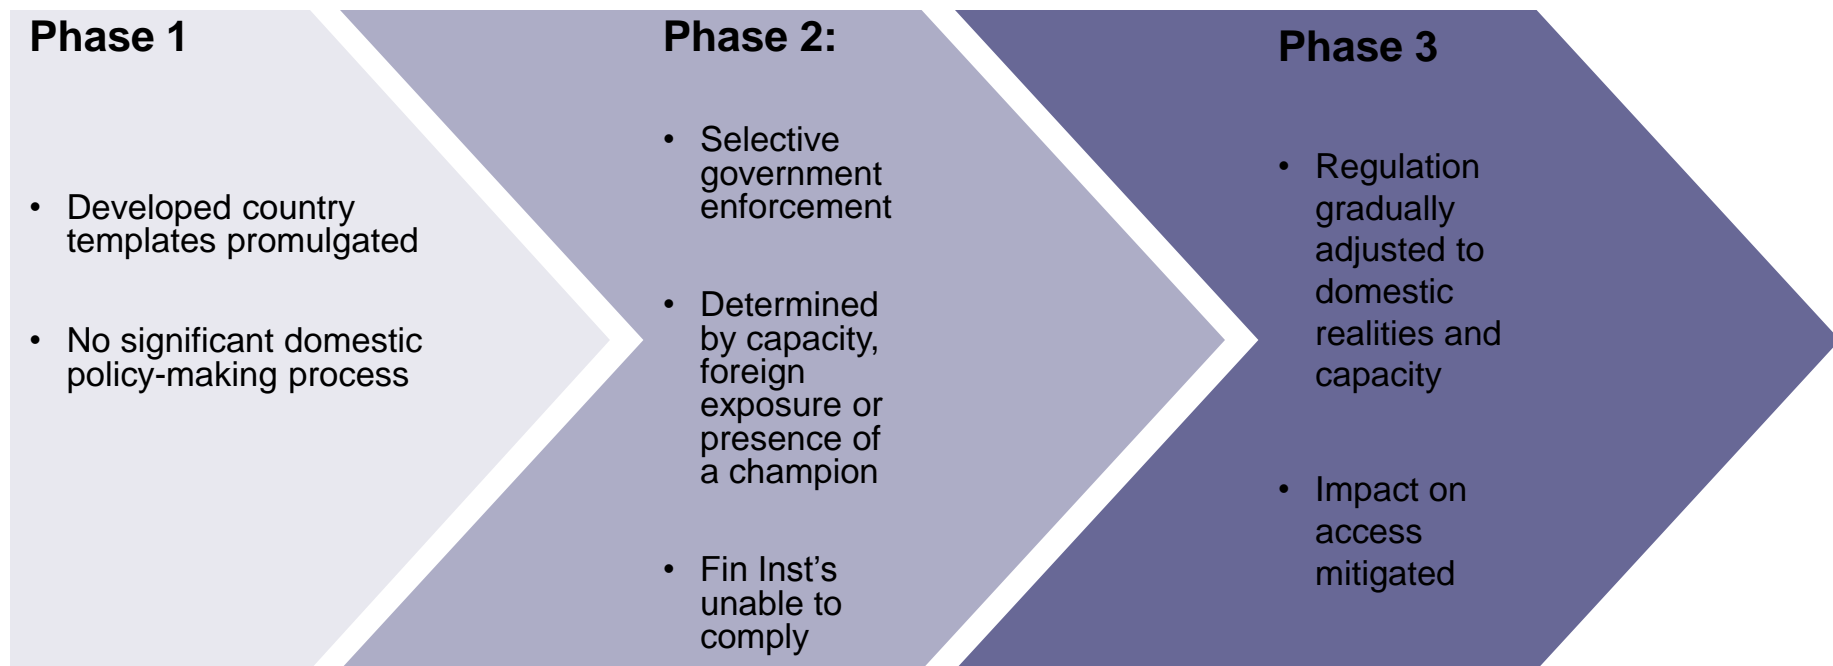 Phase 1
• Developed country
templates promulgated
• No significant domestic
policy-making process
Phase 2:
• Selective
government
enforcement
• Determined
by capacity,
foreign
exposure or
presence of
a champion
• Fin Inst’s
unable to
comply
Phase 3
• Regulation
gradually
adjusted to
domestic
realities and
capacity
• Impact on
access
mitigated